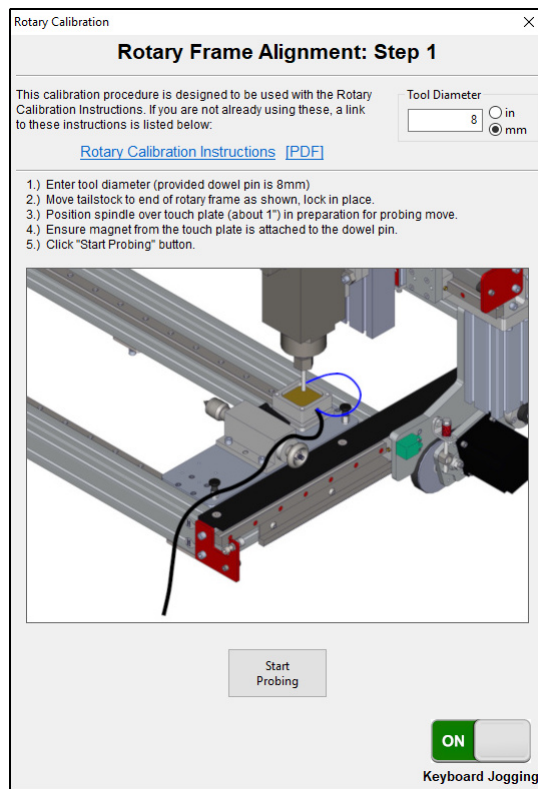 Rotary Calibration
Rotary Frame Alignment: Step 1
This calibration procedure is designed to be used with the Rotary
Calibration Instructions. If you are not already using these, a link
to these instructions is listed below:
Rotary Calibration Instructions [PDF]
Tool Diameter
8
in
mm
1.) Enter tool diameter (provided dowel pin is 8mm)
2.) Move tailstock to end of rotary frame as shown, lock in place.
3.) Position spindle over touch plate (about 1") in preparation for probing move.
4.) Ensure magnet from the touch plate is attached to the dowel pin.
5.) Click "Start Probing" button.
Start
Probing
ON
Keyboard Jogging